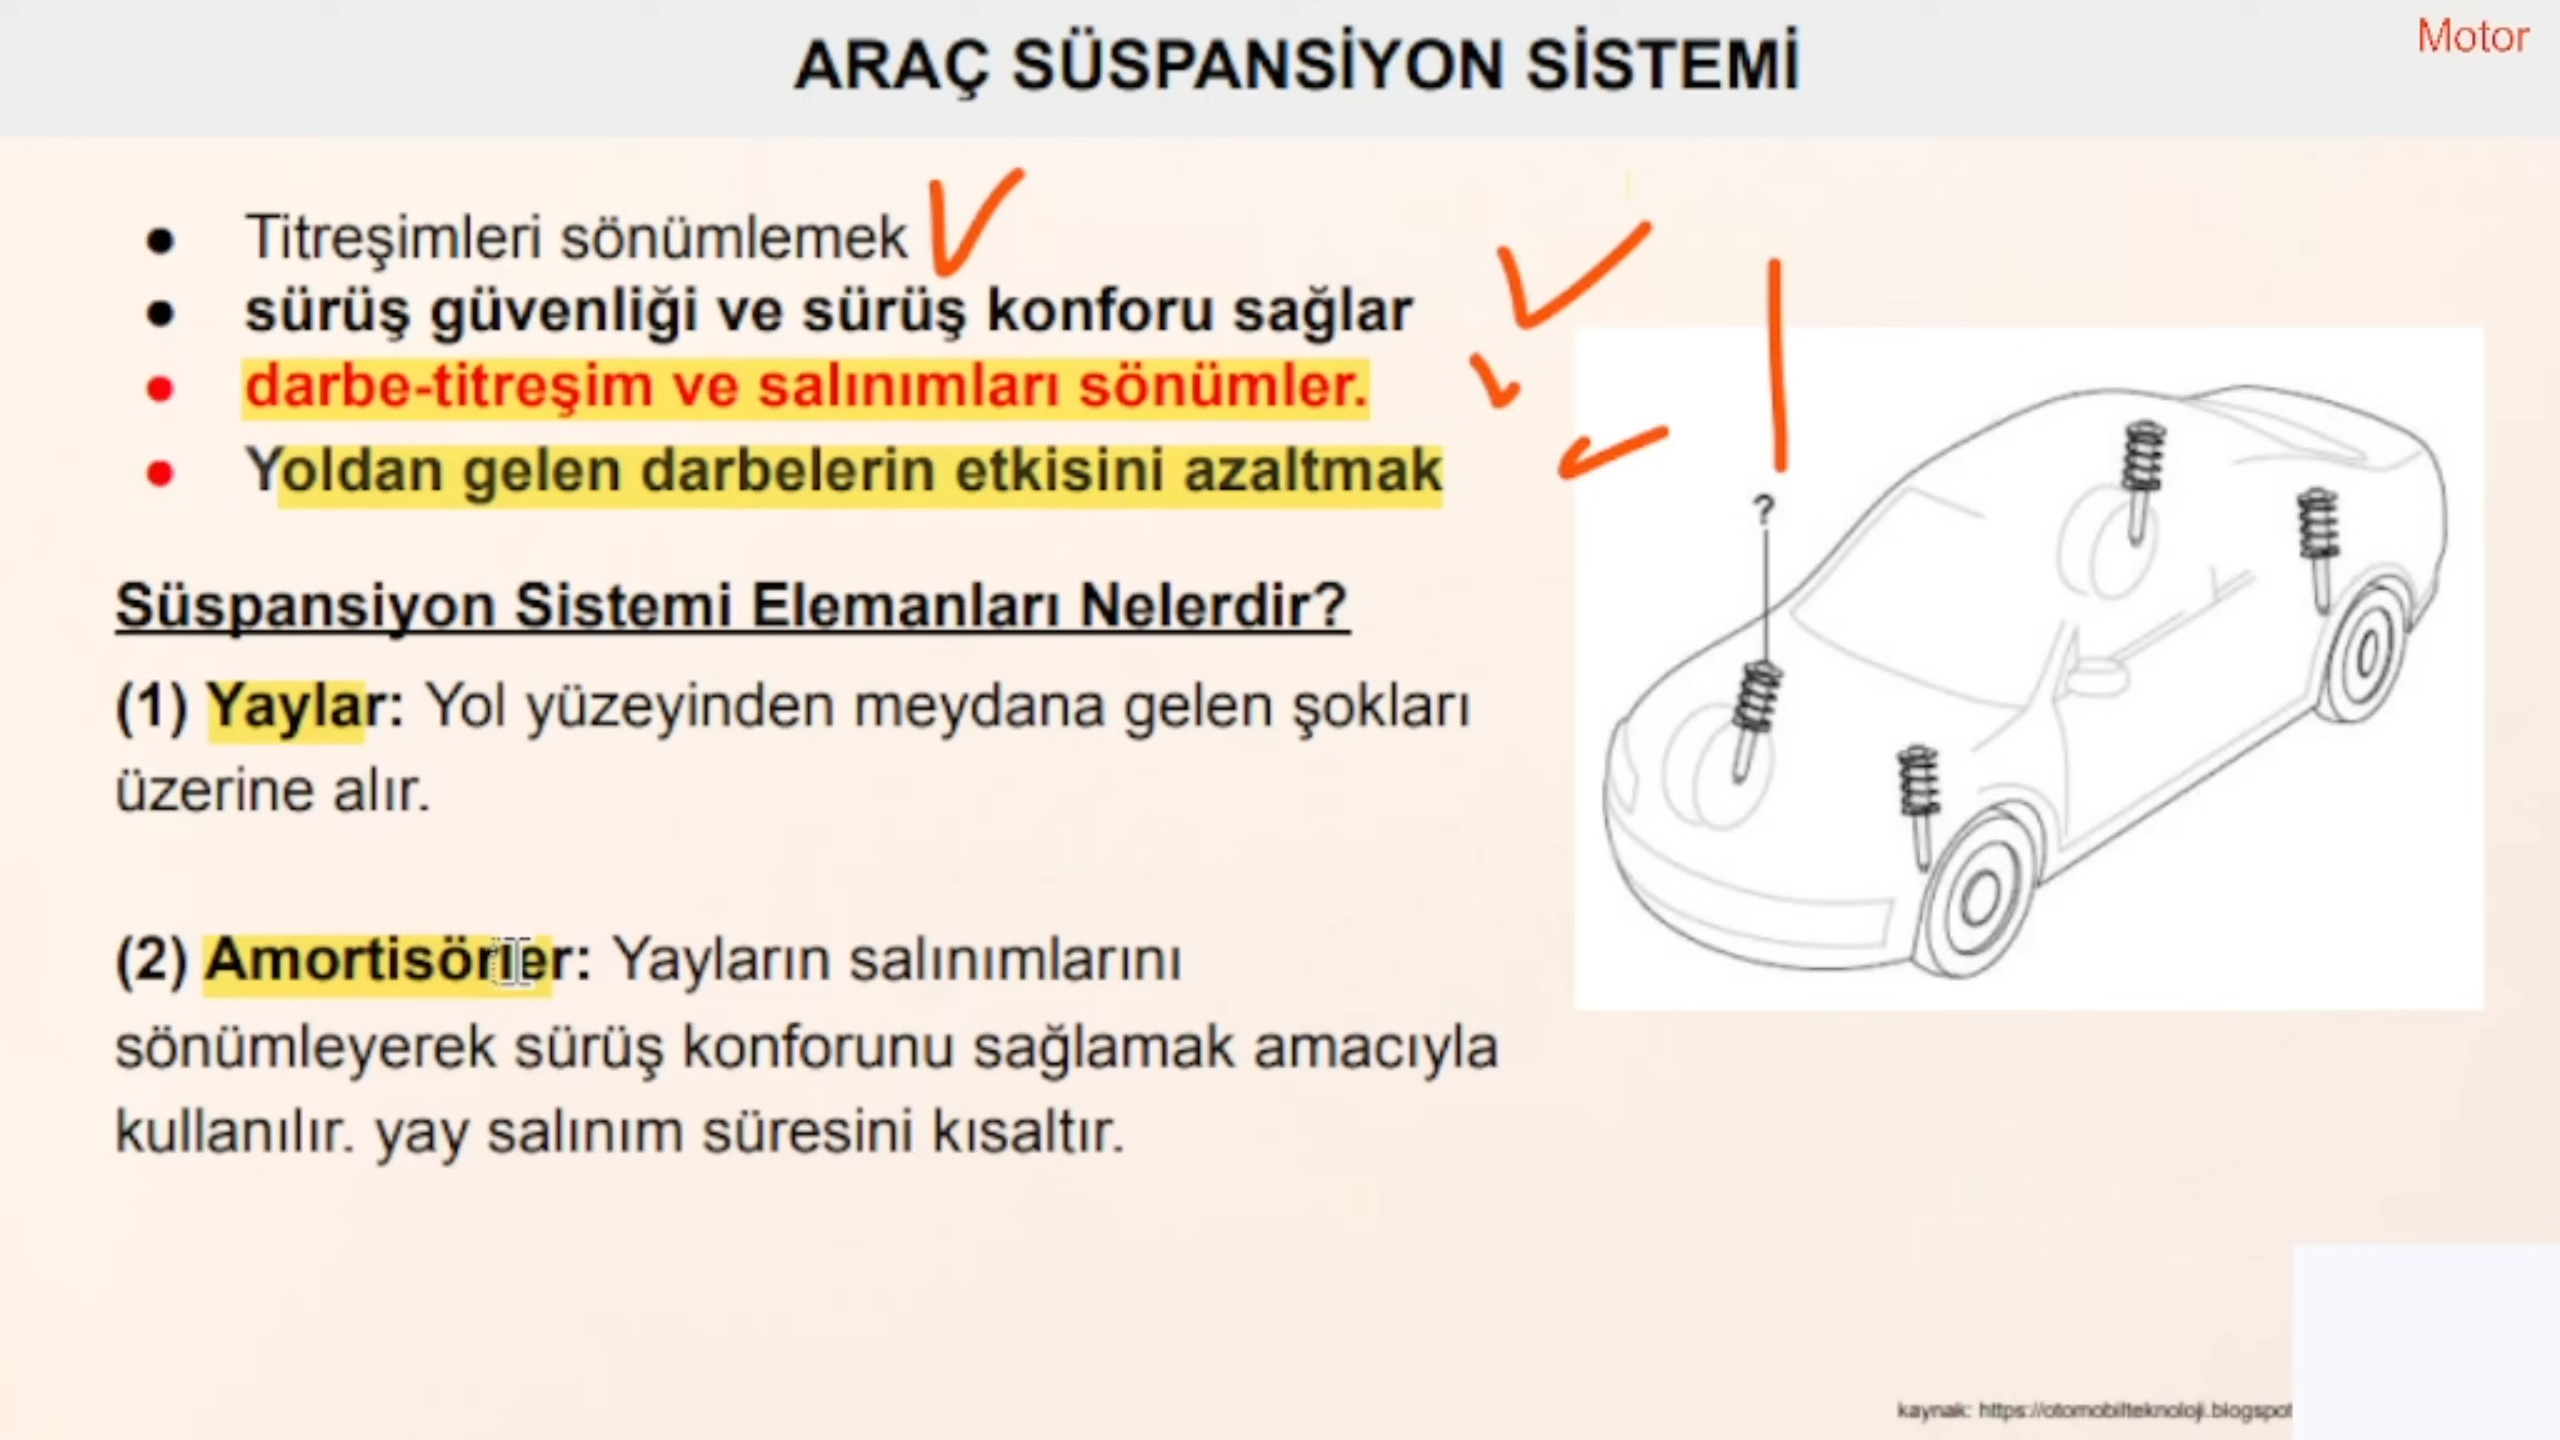 ARAÇ SÜSPANSİYON SİSTEMİ
Motor
● Titreşimleri sönümlemek
● sürüş güvenliği ve sürüş konforu sağlar
● darbe-titreşim ve salınımları sönümler.
● Yoldan gelen darbelerin etkisini azaltmak
?
Süspansiyon Sistemi Elemanları Nelerdir?
(1) Yaylar: Yol yüzeyinden meydana gelen şokları
üzerine alır.
(2) Amortisörler: Yayların salınımlarını
sönümleyerek sürüş konforunu sağlamak amacıyla
kullanılır. yay salınım süresini kısaltır.
kaynak: https://otomobilteknoloji.blogspot